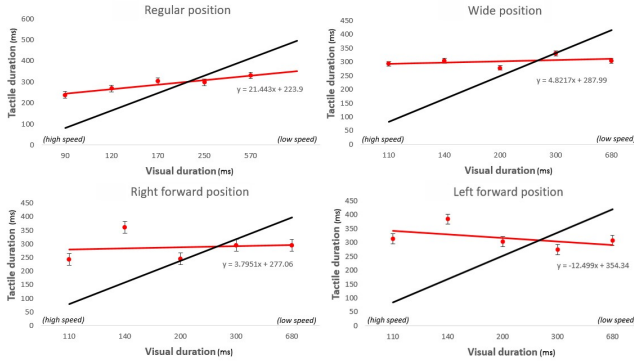 Regular position
Tactile duration (ms)
600
500
400
300
200
100
0
(high speed)
(low speed)
y = 21.443x + 223.9
90 120 170 250 570
Visual duration (ms)
Wide position
Tactile duration (ms)
450
400
350
300
250
200
150
100
50
0
(high speed)
(low speed)
y = 4.8217x + 287.99
110 140 200 300 680
Visual duration (ms)
Right forward position
Tactile duration (ms)
450
400
350
300
250
200
150
100
50
0
(high speed)
(low speed)
y = 3.7951x + 277.06
110 140 200 300 680
Visual duration (ms)
Left forward position
Tactile duration (ms)
450
400
350
300
250
200
150
100
50
0
(high speed)
(low speed)
y = -12.499x + 354.34
110 140 200 300 680
Visual duration (ms)